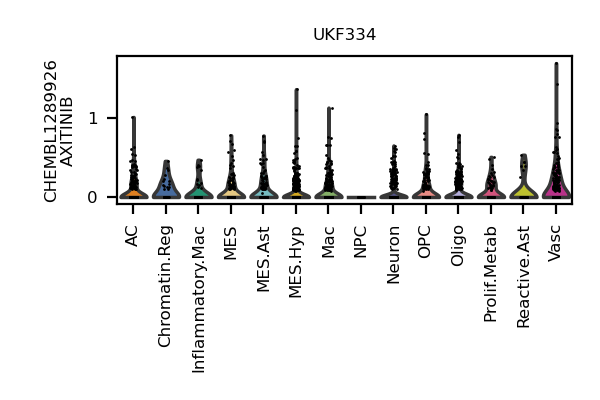 UKF334
CHEMBL1289926
AXITINIB
1
0
AC
Chromatin.Reg
Inflammatory.Mac
MES
MES.Ast
MES.Hyp
Mac
NPC
Neuron
OPC
Oligo
Prolif.Metab
Reactive.Ast
Vasc